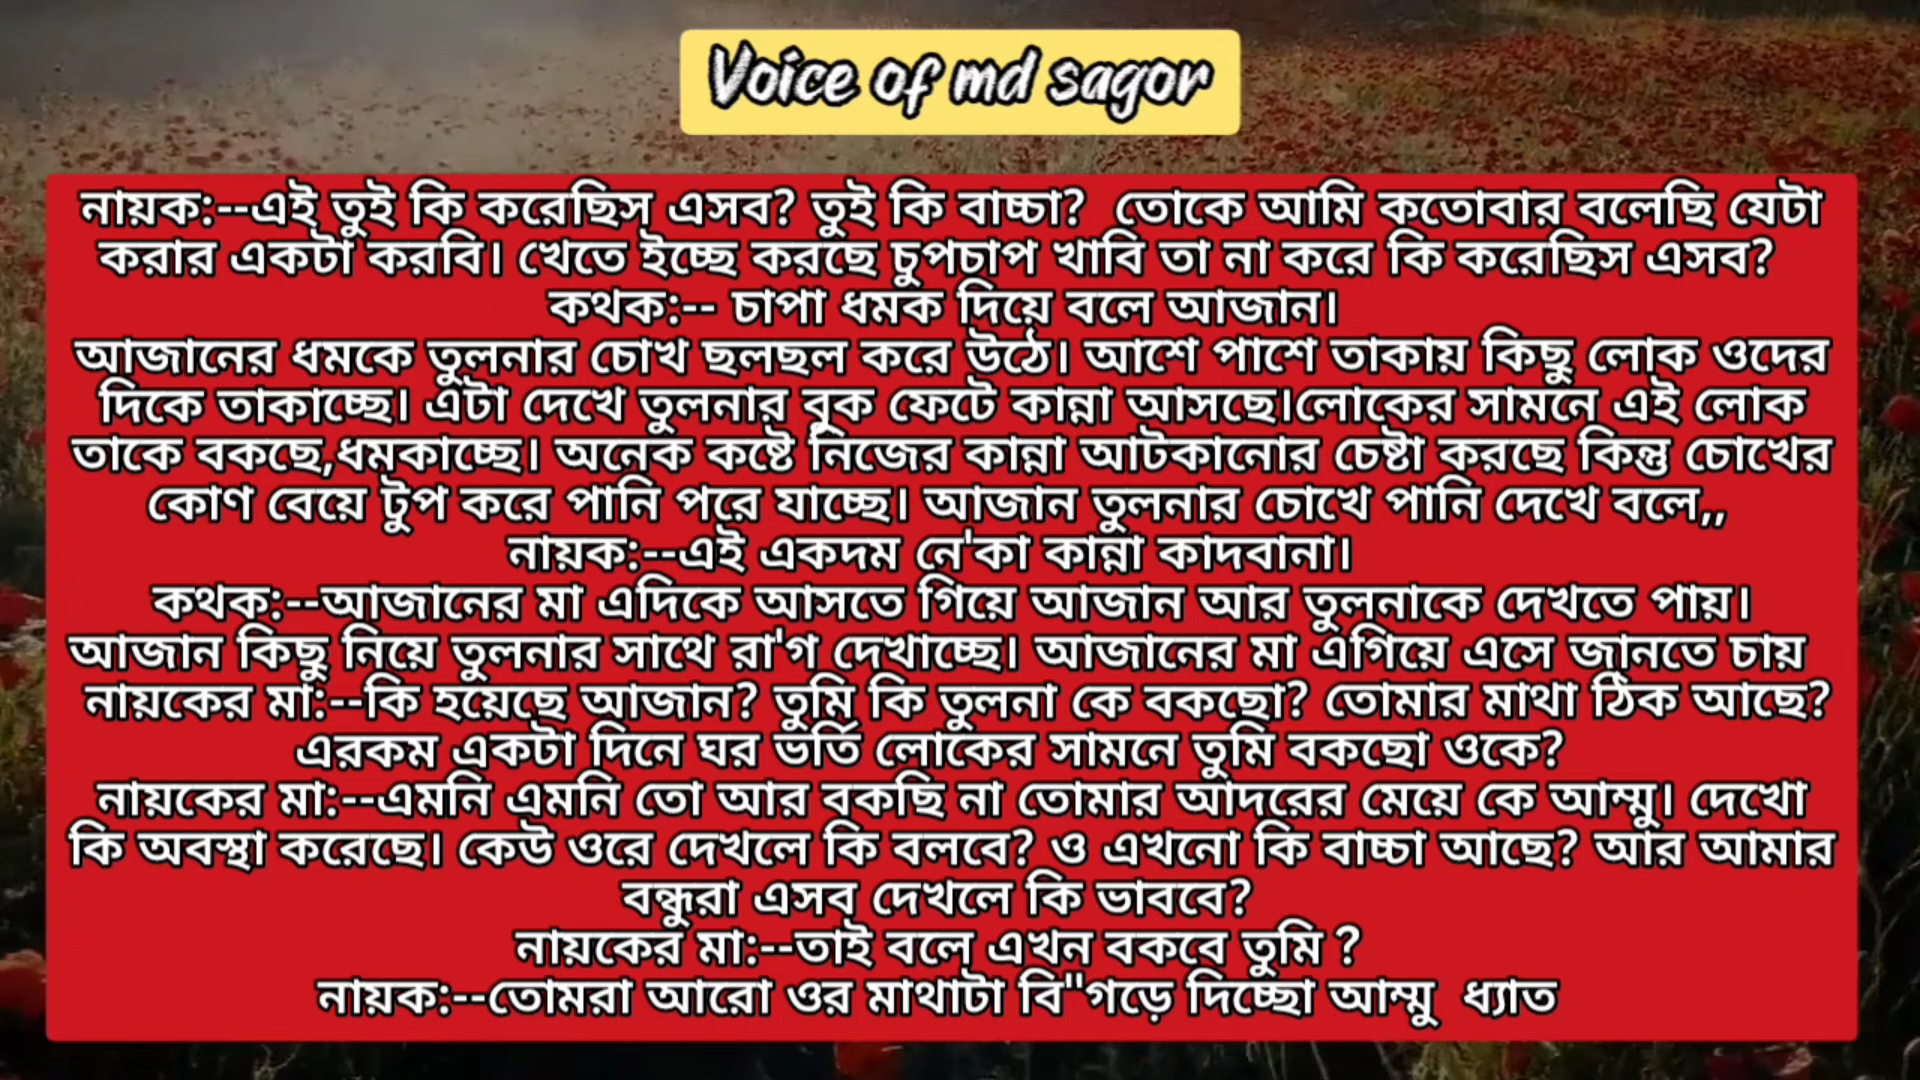 Voice of md sagor
নায়ক:--এই তুই কি করেছিস এসব? তুই কি বাচ্চা? তোকে আমি কতোবার বলেছি যেটা
করার একটা করবি। খেতে ইচ্ছে করছে চুপচাপ খাবি তা না করে কি করেছিস এসব?
কথক:-- চাপা ধমক দিয়ে বলে আজান।
আজানের ধমকে তুলনার চোখ ছলছল করে উঠে। আশে পাশে তাকায় কিছু লোক ওদের
দিকে তাকাচ্ছে। এটা দেখে তুলনার বুক ফেটে কান্না আসছে।লোকের সামনে এই লোক
তাকে বকছে,ধমকাচ্ছে। অনেক কষ্টে নিজের কান্না আটকানোর চেষ্টা করছে কিন্তু চোখের
কোণ বেয়ে টুপ করে পানি পরে যাচ্ছে। আজান তুলনার চোখে পানি দেখে বলে,,
নায়ক:--এই একদম নে'কা কান্না কাদবানা।
কথক:--আজানের মা এদিকে আসতে গিয়ে আজান আর তুলনাকে দেখতে পায়।
আজান কিছু নিয়ে তুলনার সাথে রা'গ দেখাচ্ছে। আজানের মা এগিয়ে এসে জানতে চায়
নায়কের মা:--কি হয়েছে আজান? তুমি কি তুলনা কে বকছো? তোমার মাথা ঠিক আছে?
এরকম একটা দিনে ঘর ভর্তি লোকের সামনে তুমি বকছো ওকে?
নায়কের মা:--এমনি এমনি তো আর বকছি না তোমার আদরের মেয়ে কে আম্মু। দেখো
কি অবস্থা করেছে। কেউ ওরে দেখলে কি বলবে? ও এখনো কি বাচ্চা আছে? আর আমার
বন্ধুরা এসব দেখলে কি ভাববে?
নায়কের মা:--তাই বলে এখন বকবে তুমি ?
নায়ক:--তোমরা আরো ওর মাথাটা বি"গড়ে দিচ্ছো আম্মু ধ্যাত